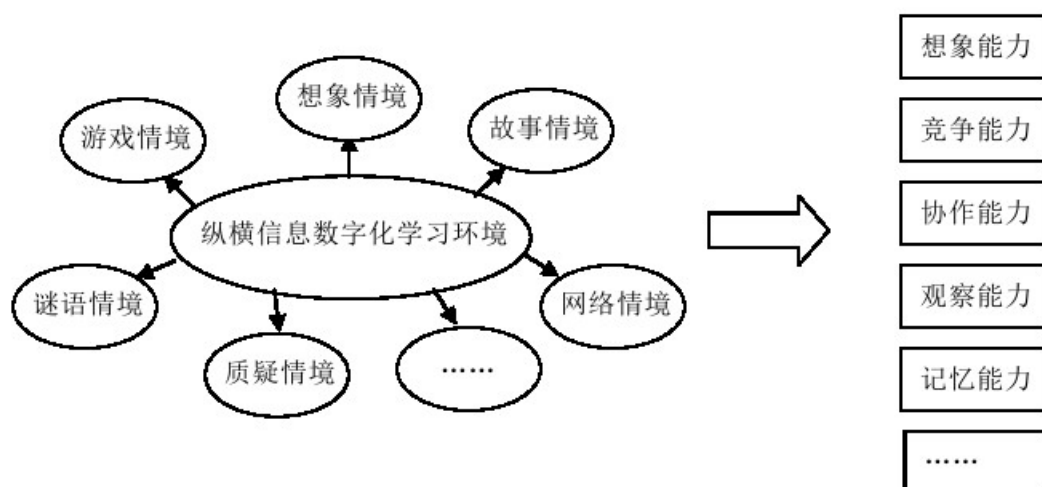 想象情境
游戏情境
故事情境
纵横信息数字化学习环境
谜语情境
网络情境
质疑情境
……
想象能力
竞争能力
协作能力
观察能力
记忆能力
……